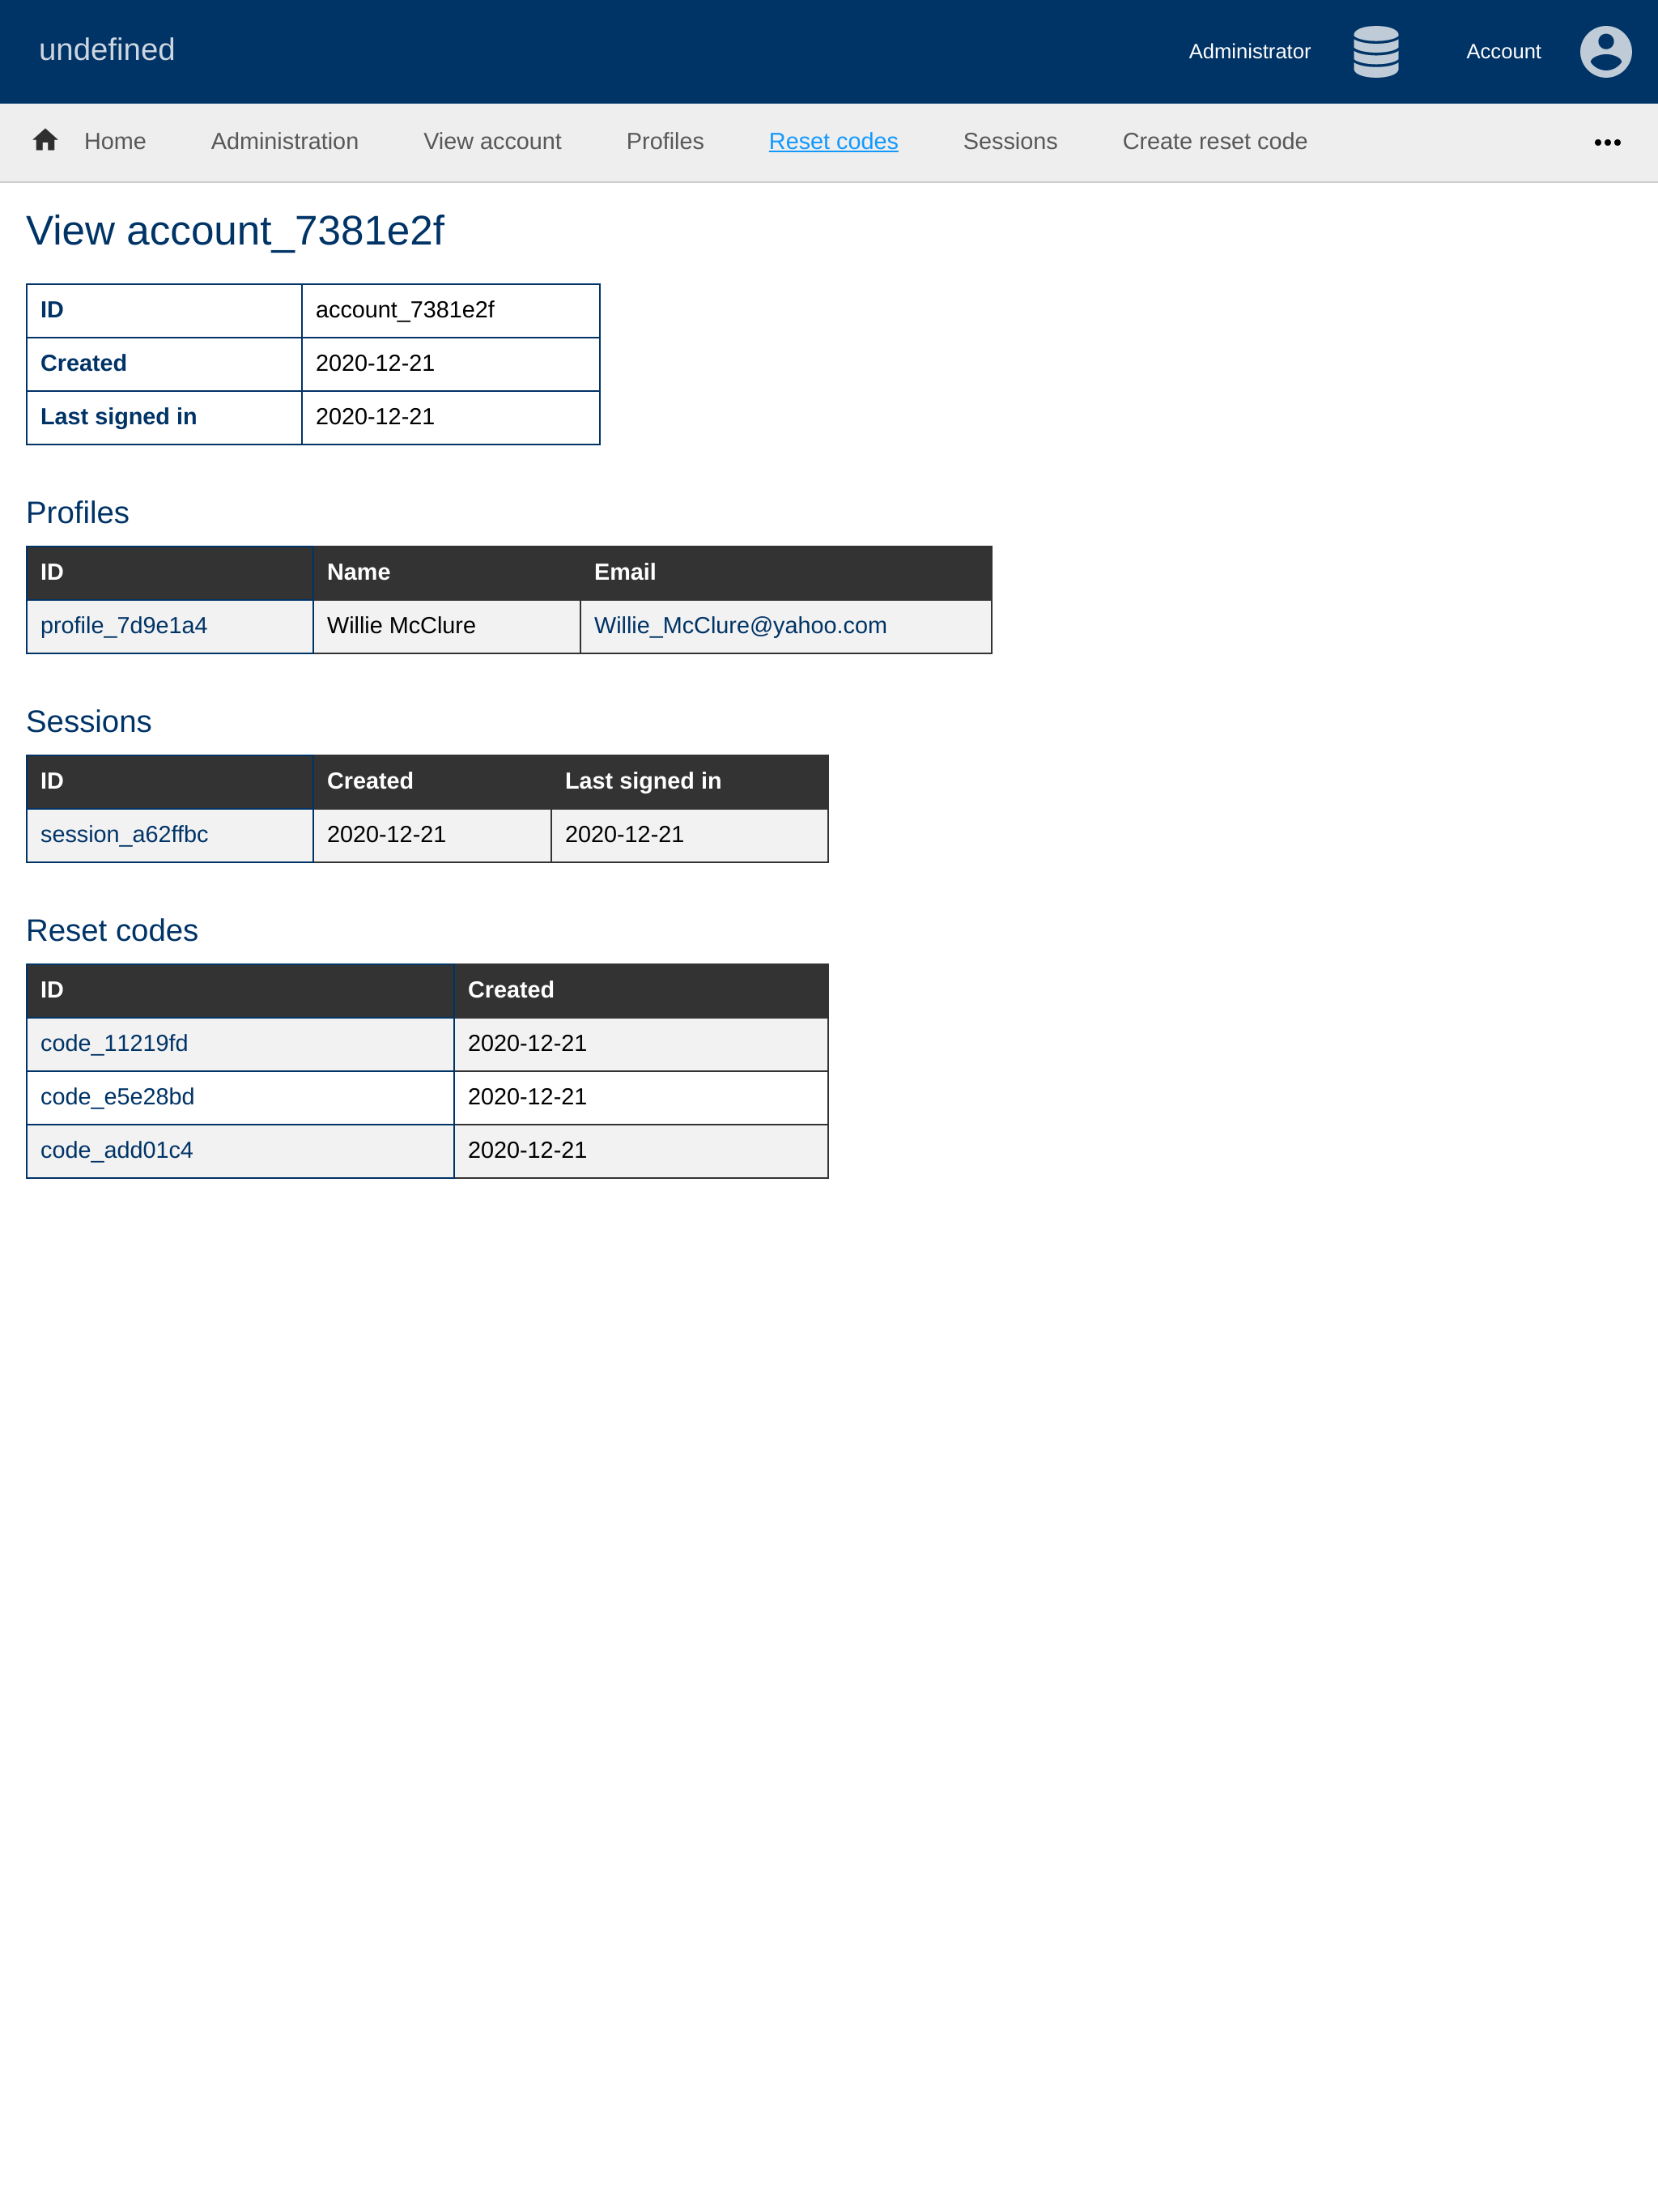 undefined
Administrator
Account
Home Administration View account Profiles Reset codes Sessions Create reset code
View account_7381e2f
ID account_7381e2f
Created 2020-12-21
Last signed in 2020-12-21
Profiles
ID Name Email
profile_7d9e1a4 Willie McClure Willie_McClure@yahoo.com
Sessions
ID Created Last signed in
session_a62ffbc 2020-12-21 2020-12-21
Reset codes
ID Created
code_11219fd 2020-12-21
code_e5e28bd 2020-12-21
code_add01c4 2020-12-21